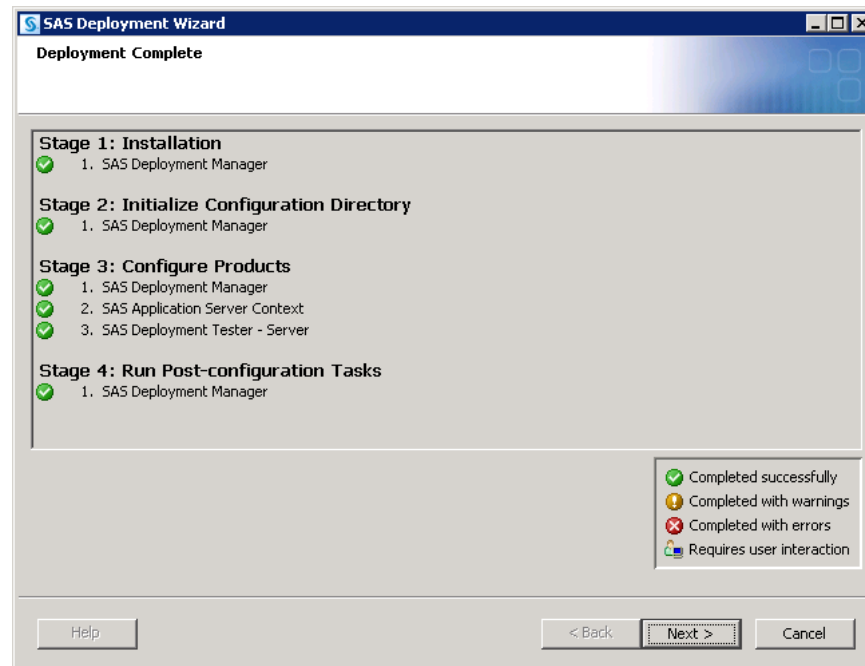 SAS Deployment Wizard
Deployment Complete
Stage 1: Installation
1. SAS Deployment Manager
Stage 2: Initialize Configuration Directory
1. SAS Deployment Manager
Stage 3: Configure Products
1. SAS Deployment Manager
2. SAS Application Server Context
3. SAS Deployment Tester - Server
Stage 4: Run Post-configuration Tasks
1. SAS Deployment Manager
Completed successfully
Completed with warnings
Completed with errors
Requires user interaction
Help
< Back
Next >
Cancel